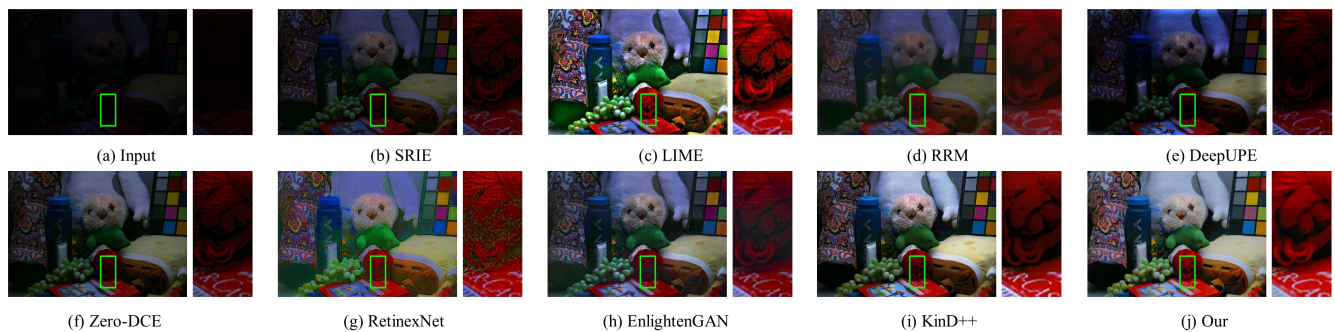 (a) Input
(b) SRIE
(c) LIME
(d) RRM
(e) DeepUPE
(f) Zero-DCE
(g) RetinexNet
(h) EnlightenGAN
(i) KinD++
(j) Our